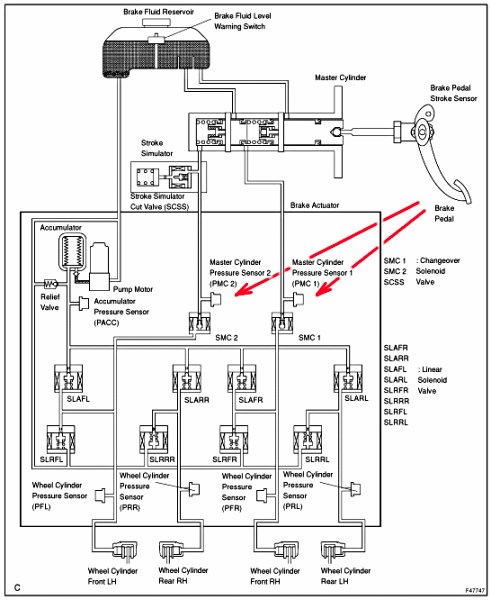 Brake Fluid Reservoir
Brake Fluid Level
Warning Switch
Master Cylinder
Brake Pedal
Stroke Sensor
Stroke
Simulator
Stroke Simulator
Cut Valve (SCSS)
Brake Actuator
Brake
Pedal
Accumulator
Master Cylinder
Pressure Sensor 2
(PMC 2)
Master Cylinder
Pressure Sensor 1
(PMC 1)
SMC 1 : Changeover
SMC 2 Solenoid
SCSS Valve
Pump Motor
Relief
Valve
Accumulator
Pressure Sensor
(PACC)
SMC 2
SMC 1
SLAFR
SLARR
SLAFL : Linear
SLARL Solenoid
SLRFR Valve
SLRRR
SLRFL
SLRRL
SLAFL
SLARR
SLAFR
SLARL
SLRFL
SLRRR
SLRFR
SLRRL
Wheel Cylinder
Pressure Sensor
(PFL)
Wheel Cylinder
Pressure
Sensor
(PRR)
Wheel Cylinder
Pressure Sensor
(PFR)
Wheel Cylinder
Pressure
Sensor
(PRL)
Wheel Cylinder
Front LH
Wheel Cylinder
Rear RH
Wheel Cylinder
Front RH
Wheel Cylinder
Rear LH
C
F47747